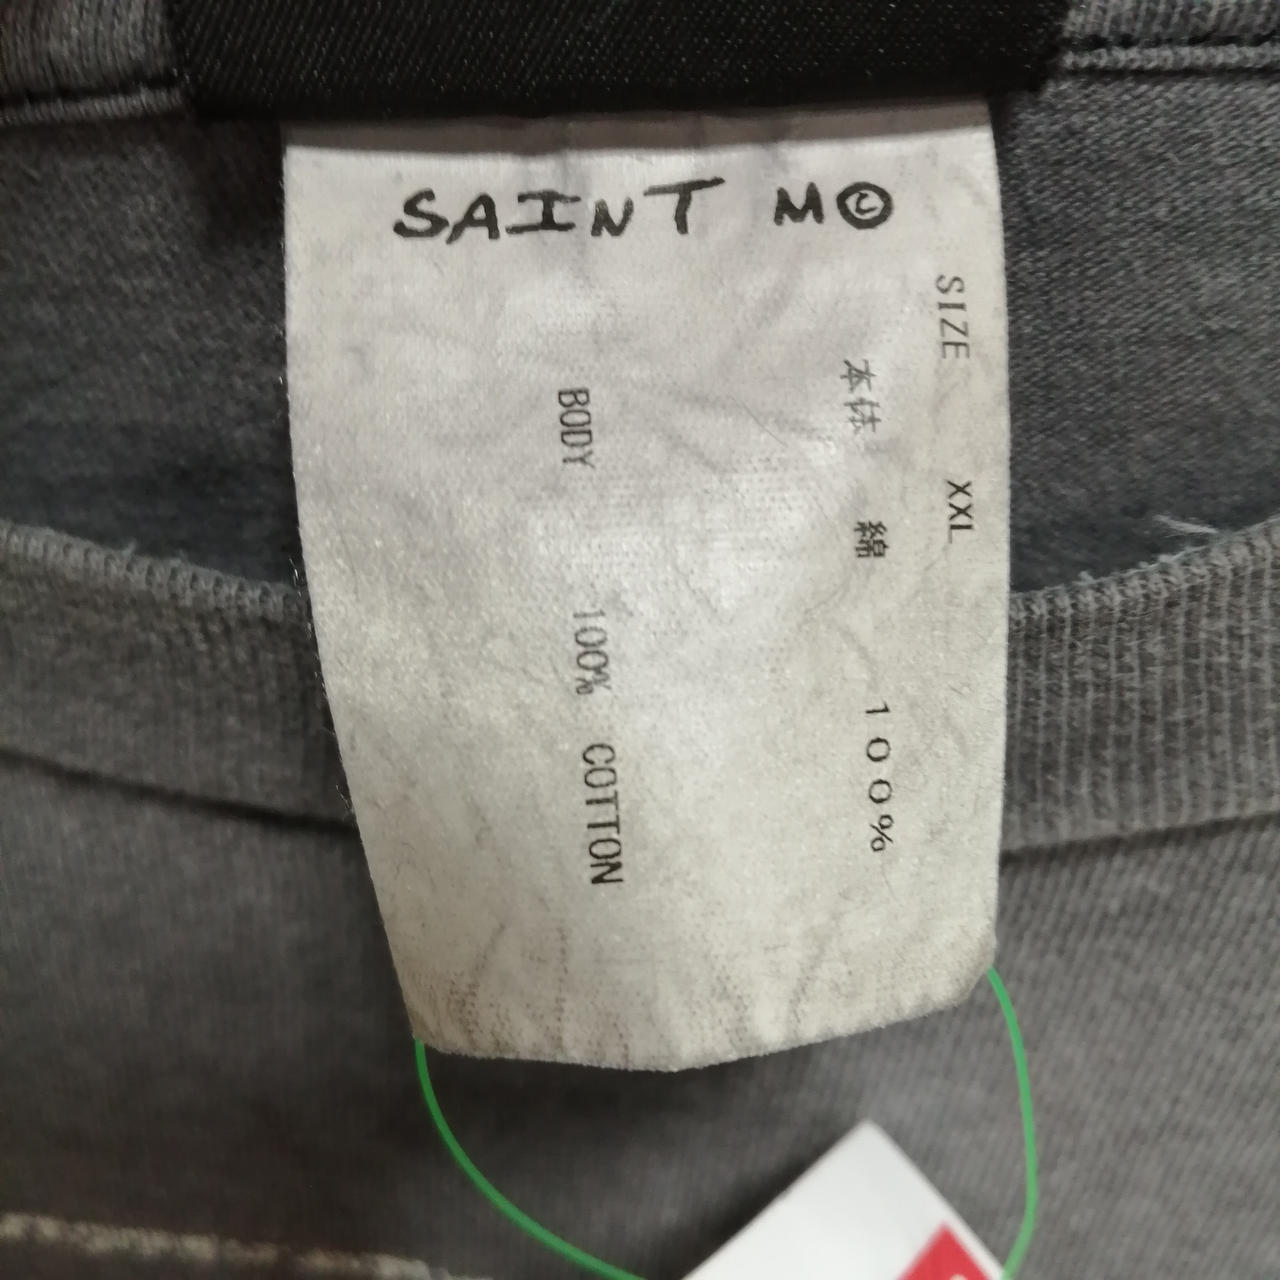 SAINT M©
SIZE XXL
本体 綿 100%
BODY 100% COTTON